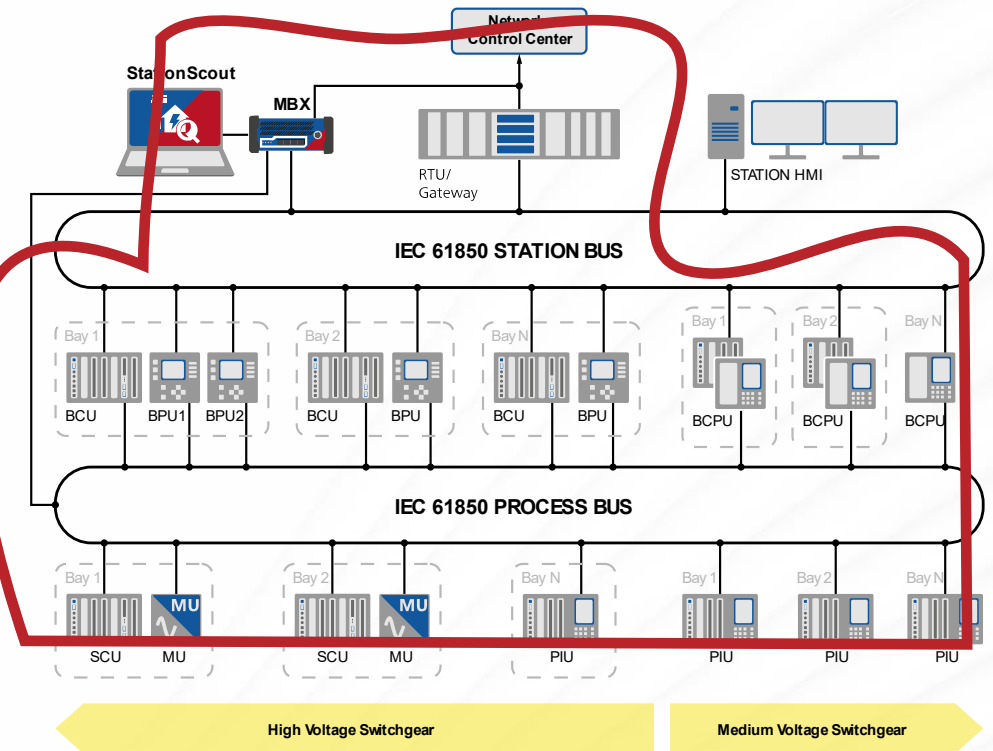 Network
Control Center
StationScout
MBX
RTU/
Gateway
STATION HMI
IEC 61850 STATION BUS
Bay 1
Bay 2
Bay N
Bay 1
Bay 2
Bay N
BCU
BPU1
BPU2
BCU
BPU
BCU
BPU
BCPU
BCPU
BCPU
IEC 61850 PROCESS BUS
Bay 1
Bay 2
Bay N
Bay 1
Bay 2
Bay N
MU
MU
SCU
MU
SCU
MU
PIU
PIU
PIU
PIU
High Voltage Switchgear
Medium Voltage Switchgear